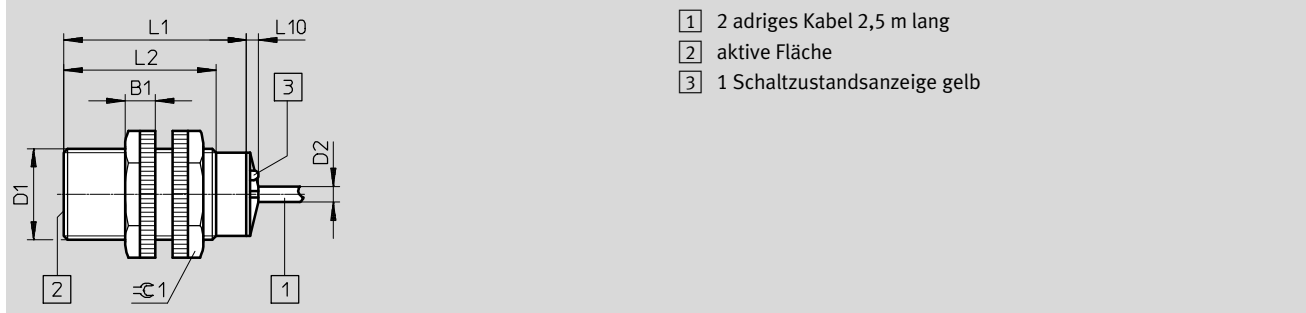 L1
L10
L2
B1
3
D2
D1
2
1
1
1 2 adriges Kabel 2,5 m lang
2 aktive Fläche
3 1 Schaltzustandsanzeige gelb